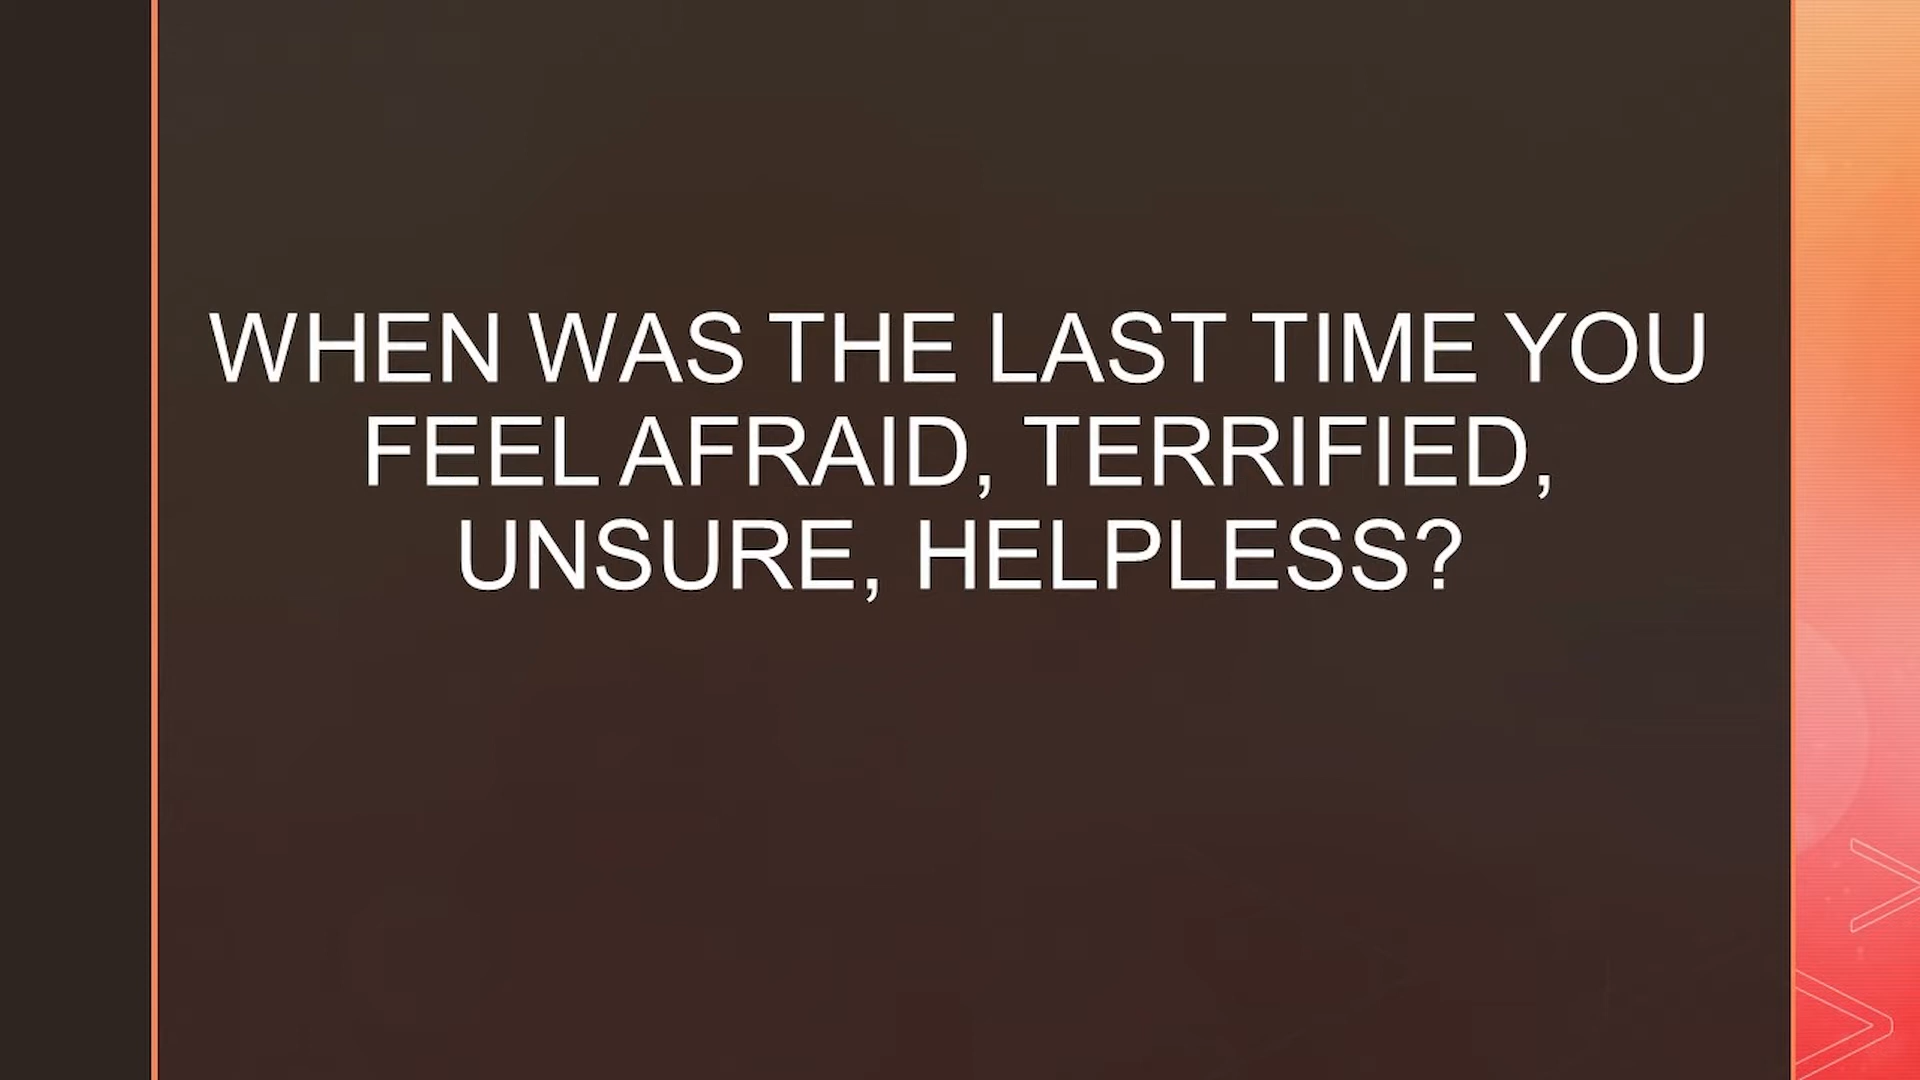 WHEN WAS THE LAST TIME YOU
FEEL AFRAID, TERRIFIED,
UNSURE, HELPLESS?